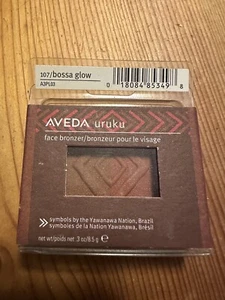 107/bossa glow
A3PL03
0 18084 85349 8
AVEDA uruku
face bronzer/bronzeur pour le visage
symbols by the Yawanawa Nation, Brazil
symboles de la Nation Yawanawa, Brésil
net wt/poids net .3 oz/8.5 g e